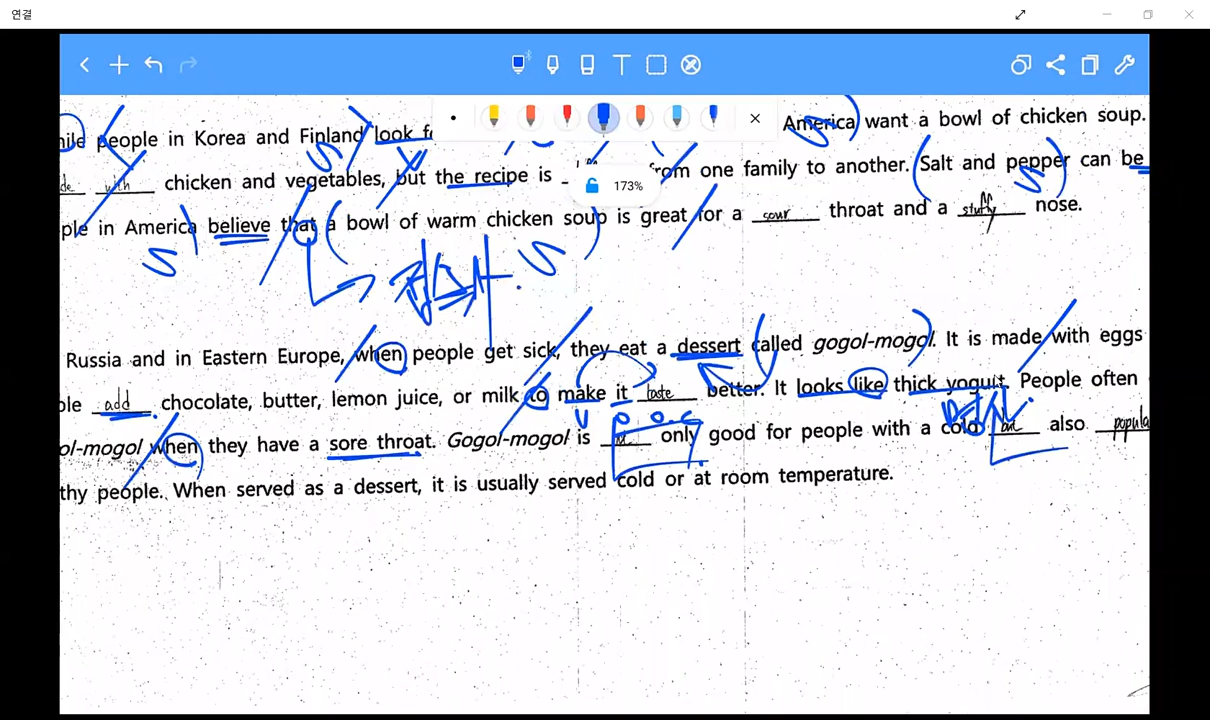 연결
173%
people in Korea and Finland look America want a bowl of chicken soup.
with chicken and vegetables, but the recipe is from one family to another. Salt and pepper can be
ple in America believe that a bowl of warm chicken soup is great for a sour throat and a stuffy nose.
접속사.
S
Russia and in Eastern Europe, when people get sick, they eat a dessert called gogol-mogol. It is made with eggs
ple add chocolate, butter, lemon juice, or milk to make it taste better. It looks like thick yogurt. People often
V O O.C
ol-mogol when they have a sore throat. Gogol-mogol is only good for people with a cold but also popula
thy people. When served as a dessert, it is usually served cold or at room temperature.